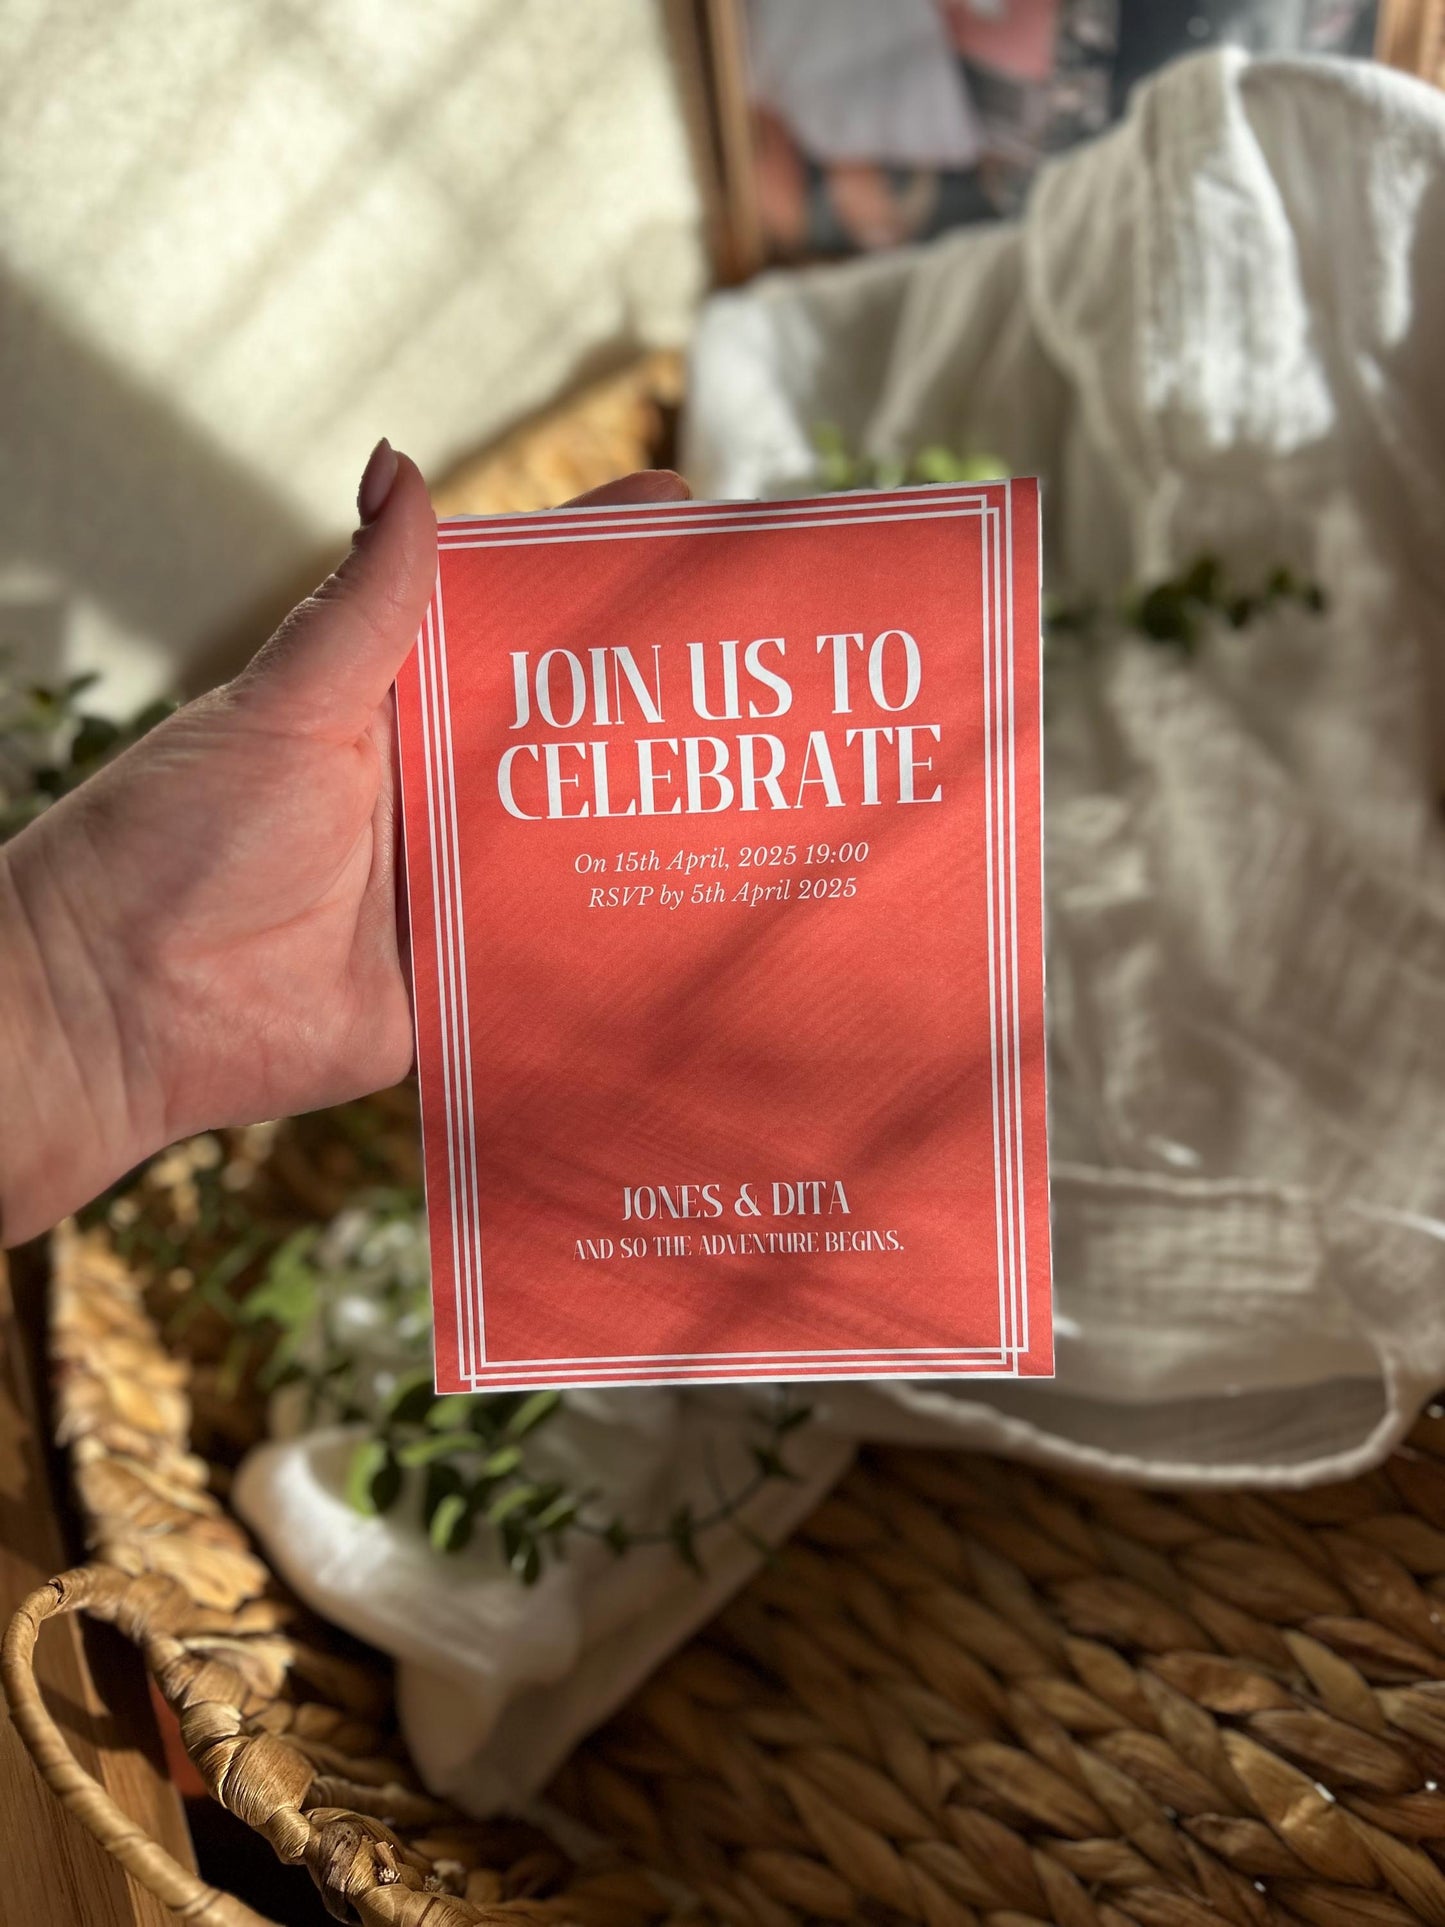 JOIN US TO
CELEBRATE
On 15th April, 2025 19:00
RSVP by 5th April 2025
JONES & DITA
AND SO THE ADVENTURE BEGINS.